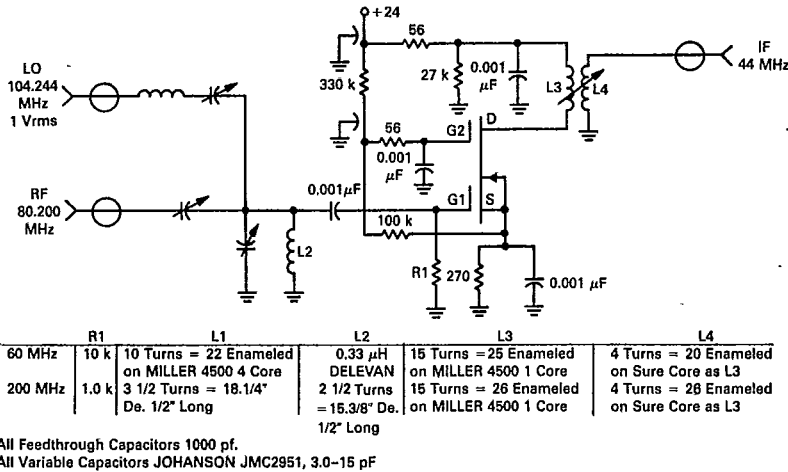 +24
56
LO
104.244
MHz
1 Vrms
330 k
27 k
0.001
µF
L3
L4
IF
44 MHz
56
0.001
µF
G2
D
RF
80.200
MHz
0.001µF
G1
S
100 k
L2
R1
270
0.001 µF
R1 L1 L2 L3 L4
60 MHz 10 k 10 Turns = 22 Enameled 0.33 µH 15 Turns =25 Enameled 4 Turns = 20 Enameled
on MILLER 4500 4 Core DELEVAN on MILLER 4500 1 Core on Sure Core as L3
200 MHz 1.0 k 3 1/2 Turns = 18.1/4" 2 1/2 Turns 15 Turns = 26 Enameled 4 Turns = 26 Enameled
De. 1/2" Long =15.3/8" De. on MILLER 4500 1 Core on Sure Core as L3
1/2" Long
All Feedthrough Capacitors 1000 pf.
All Variable Capacitors JOHANSON JMC2951, 3.0–15 pF